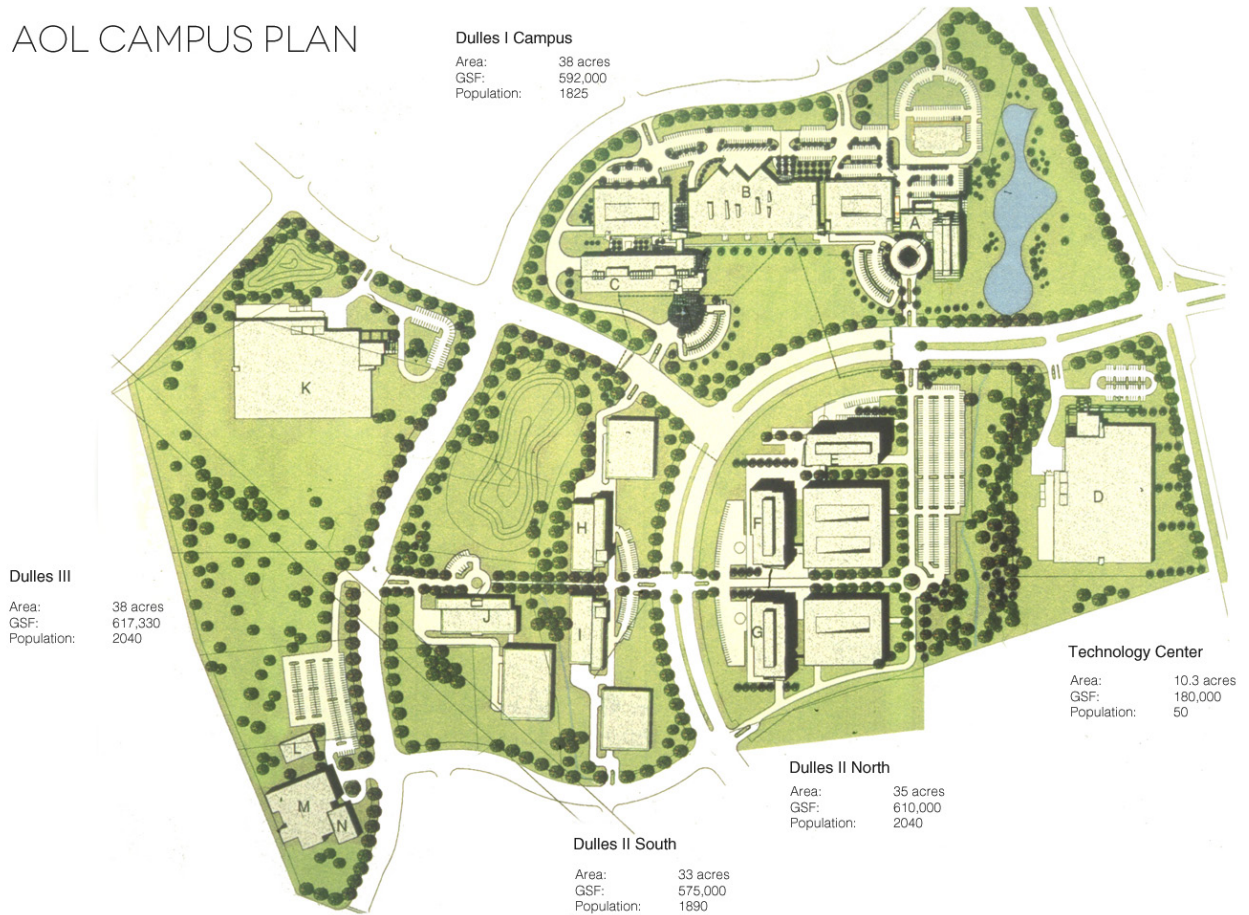 AOL CAMPUS PLAN
Dulles I Campus
Area: 38 acres
GSF: 592,000
Population: 1825
B
A
C
K
D
E
F
H
G
I
J
L
M
N
Dulles III
Area: 38 acres
GSF: 617,330
Population: 2040
Technology Center
Area: 10.3 acres
GSF: 180,000
Population: 50
Dulles II North
Area: 35 acres
GSF: 610,000
Population: 2040
Dulles II South
Area: 33 acres
GSF: 575,000
Population: 1890